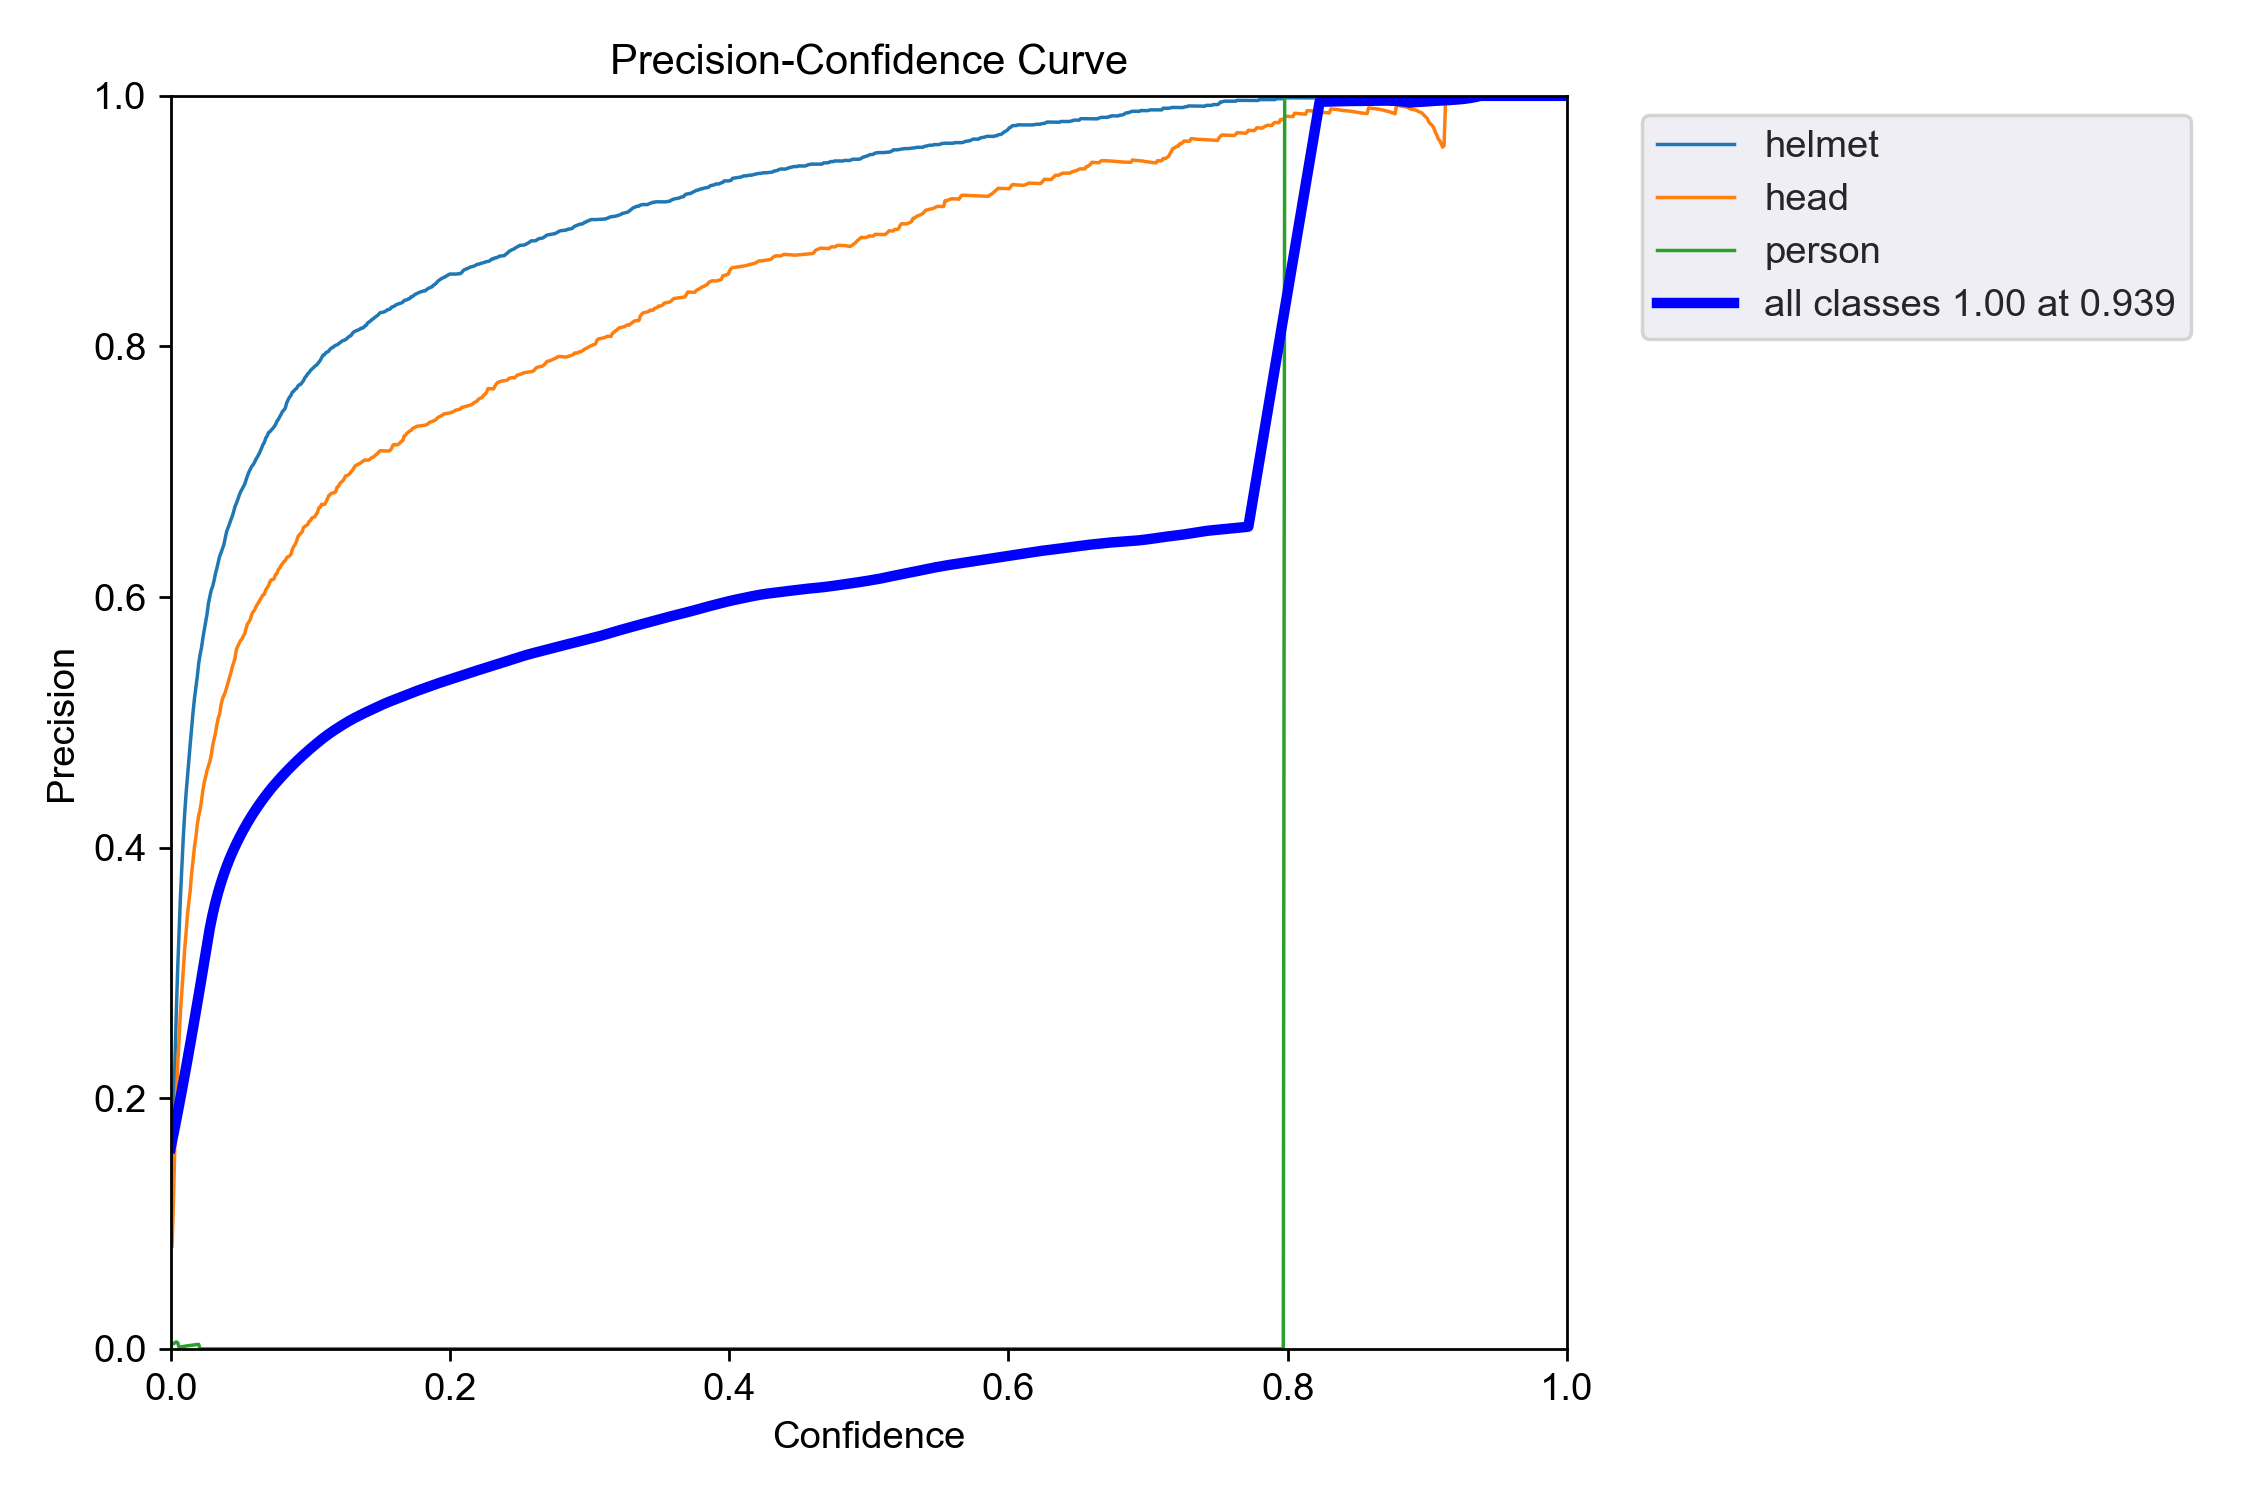 Precision-Confidence Curve
1.0
0.8
0.6
0.4
0.2
0.0
Precision
0.0 0.2 0.4 0.6 0.8 1.0
Confidence
helmet
head
person
all classes 1.00 at 0.939